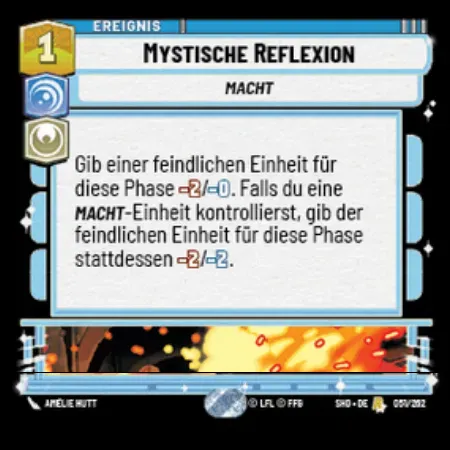 EREIGNIS
1
MYSTISCHE REFLEXION
MACHT
Gib einer feindlichen Einheit für
diese Phase -2/-0. Falls du eine
MACHT-Einheit kontrollierst, gib der
feindlichen Einheit für diese Phase
stattdessen -2/-2.
AMÉLIE HUTT
© LFL © FFG
SHD • DE
051/262